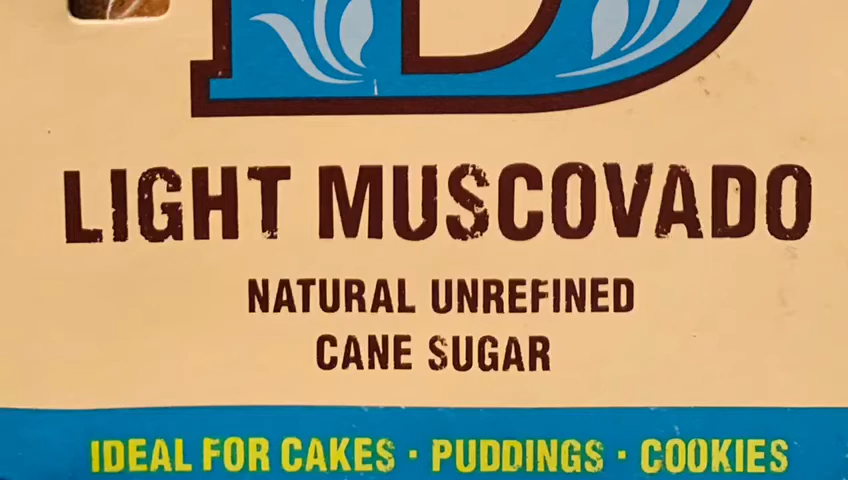 LIGHT MUSCOVADO
NATURAL UNREFINED
CANE SUGAR
IDEAL FOR CAKES · PUDDINGS · COOKIES